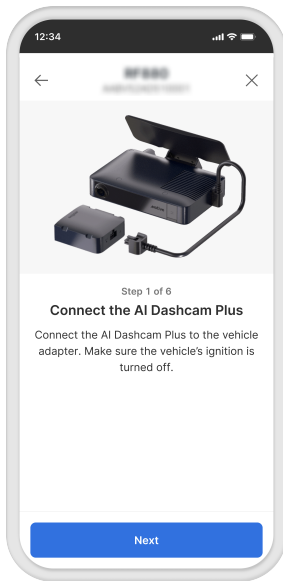 12:34
Step 1 of 6
Connect the AI Dashcam Plus
Connect the AI Dashcam Plus to the vehicle
adapter. Make sure the vehicle's ignition is
turned off.
Next